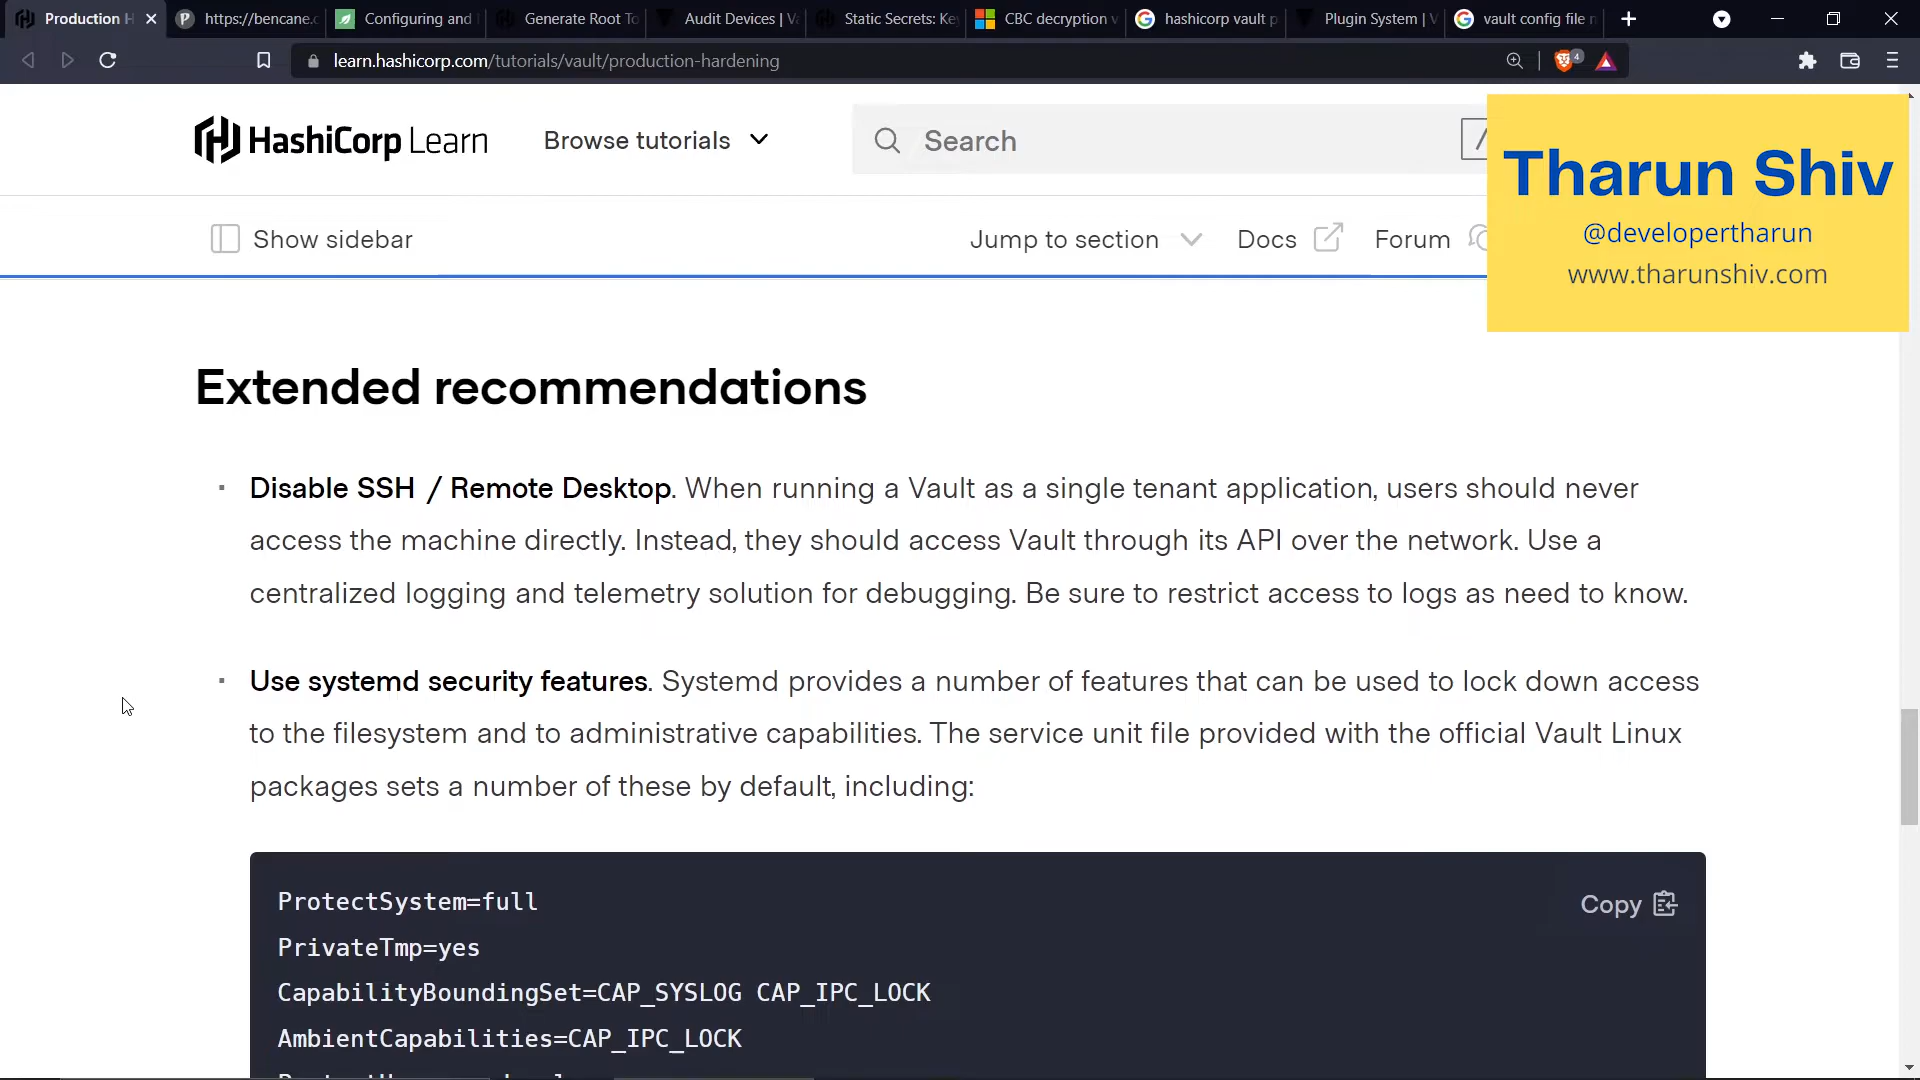 Production H
https://bencane.c
Configuring and
Generate Root To
Audit Devices | Va
Static Secrets: Ke
CBC decryption v
hashicorp vault p
Plugin System | V
vault config file n
learn.hashicorp.com/tutorials/vault/production-hardening
4
HashiCorp Learn
Browse tutorials
Search
/
Tharun Shiv
@developertharun
www.tharunshiv.com
Show sidebar
Jump to section
Docs
Forum
Extended recommendations
▪ Disable SSH / Remote Desktop. When running a Vault as a single tenant application, users should never
access the machine directly. Instead, they should access Vault through its API over the network. Use a
centralized logging and telemetry solution for debugging. Be sure to restrict access to logs as need to know.
▪ Use systemd security features. Systemd provides a number of features that can be used to lock down access
to the filesystem and to administrative capabilities. The service unit file provided with the official Vault Linux
packages sets a number of these by default, including:
ProtectSystem=full
Copy
PrivateTmp=yes
CapabilityBoundingSet=CAP_SYSLOG CAP_IPC_LOCK
AmbientCapabilities=CAP_IPC_LOCK